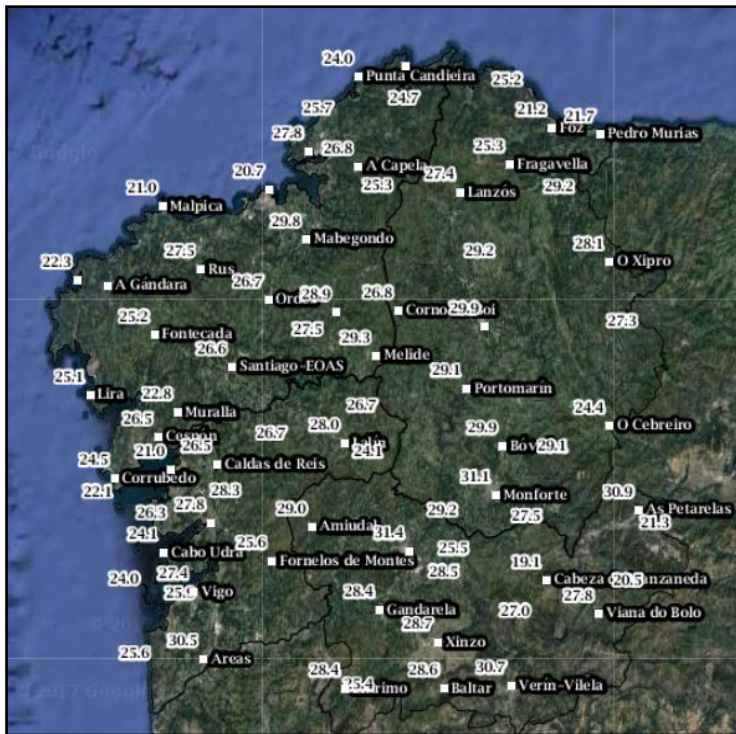 24.0
Punta Candieira
25.2
24.7
25.7
21.2
21.7
Foz
Pedro Murias
27.8
26.8
25.3
Fragavella
A Capela
27.4
25.3
29.2
Lanzós
20.7
21.0
Malpica
29.8
Mabegondo
27.5
29.2
28.1
O Xipro
22.3
Rus
26.7
A Gándara
28.9
26.8
29.9
25.2
27.5
27.3
Fontecada
29.3
26.6
Melide
Santiago-EOAS
29.1
25.1
Portomarín
Lira
22.8
Muralla
26.7
24.4
26.5
28.0
29.9
O Cebreiro
Cespón
26.7
Lalín
29.1
21.0
26.5
24.1
24.5
Caldas de Reis
31.1
Corrubedo
22.1
28.3
Monforte
30.9
27.8
29.0
29.2
27.5
As Petarelas
26.3
21.3
24.1
Amiudal
31.4
25.6
25.5
Cabo Udra
Fornelos de Montes
19.1
24.0
27.4
28.5
20.5
25.9
Vigo
28.4
27.8
Gandarela
27.0
Viana do Bolo
28.7
Xinzo
30.5
25.6
Areas
28.4
28.6
30.7
25.4
Baltar
Verín-Vilela